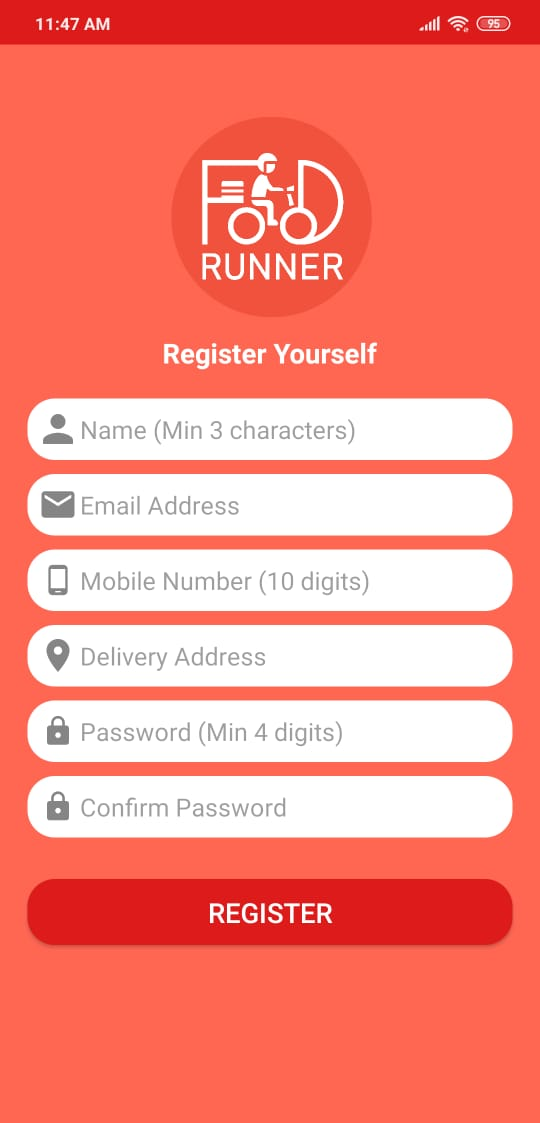 11:47 AM
95
FOOD
RUNNER
Register Yourself
Name (Min 3 characters)
Email Address
Mobile Number (10 digits)
Delivery Address
Password (Min 4 digits)
Confirm Password
REGISTER